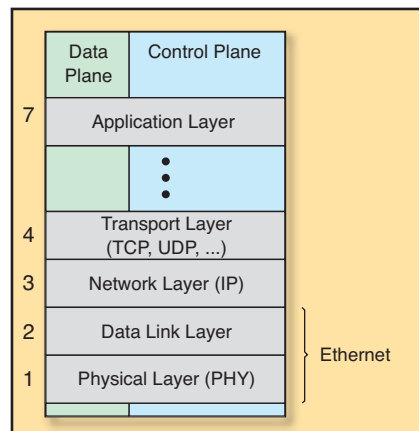 Data
Plane
Control Plane
7
Application Layer
4
Transport Layer
(TCP, UDP, ...)
3
Network Layer (IP)
2
Data Link Layer
Ethernet
1
Physical Layer (PHY)